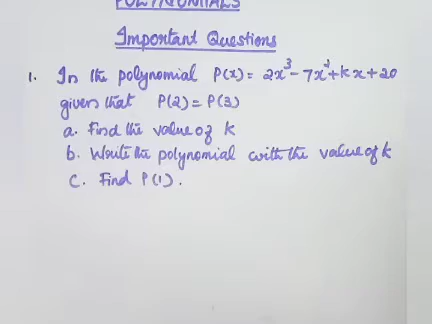 POLYNOMIALS
Important Questions
1. In the polynomial P(x) = 2x³- 7x²+kx+20
given that P(2) = P(3)
a. Find the value of k
b. Write the polynomial with the value of k
C. Find P(1).